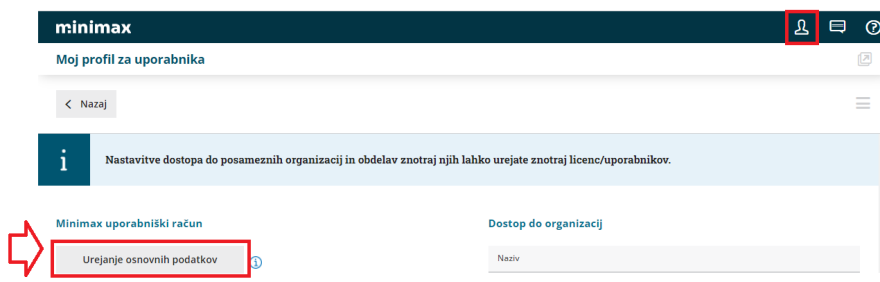 minimax
Moj profil za uporabnika
Nazaj
Nastavitve dostopa do posameznih organizacij in obdelav znotraj njih lahko urejate znotraj licenc/uporabnikov.
Minimax uporabniški račun
Dostop do organizacij
Urejanje osnovnih podatkov
Naziv